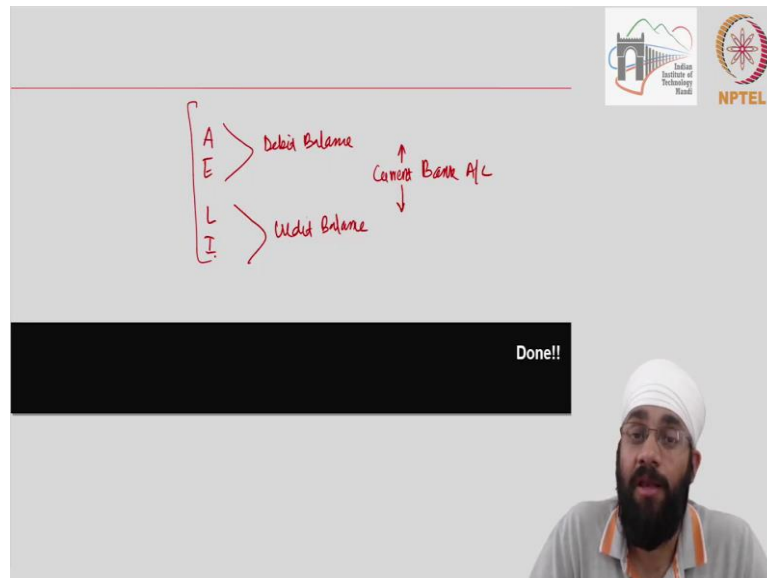 Indian
Institute of
Technology
Mandi
NPTEL
A
E
Debit Balance
Current Bank A/C
L
I
Credit Balance
Done!!